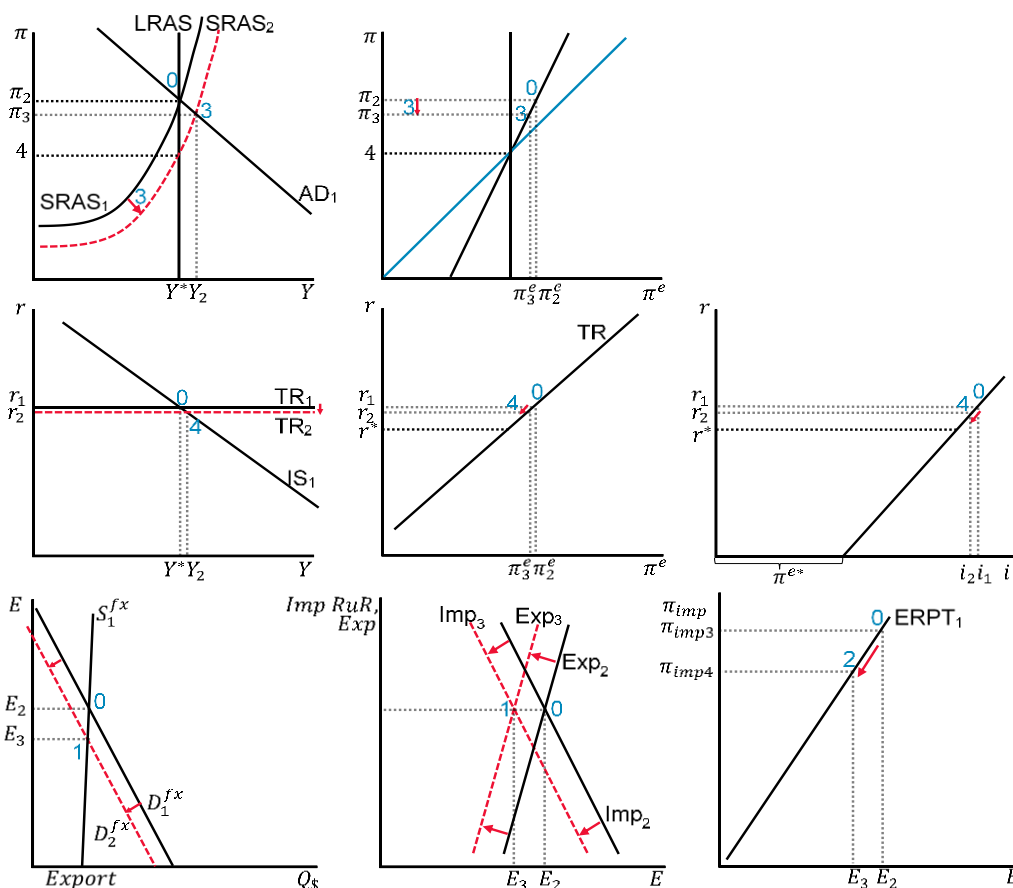 π LRAS SRAS₂
0
π₂
π₃ 3
4
SRAS₁ 3
AD₁
Y* Y₂ Y
π
π₂ 0
3 3
π₃
4
π₃ᵉ π₂ᵉ πᵉ
r
r₁ 0 TR₁
r₂
4 TR₂
IS₁
Y* Y₂ Y
r TR
r₁ 0
r₂ 4
r*
π₃ᵉ π₂ᵉ πᵉ
r
r₁ 0
r₂ 4
r*
πᵉ* i₂ i₁ i
E S₁ᶠˣ
E₂ 0
E₃ 1
D₁ᶠˣ
D₂ᶠˣ
Export Q$
Imp RuR,
Exp
Imp₃ Exp₃
Exp₂
1 0
Imp₂
E₃ E₂ E
π_imp 0 ERPT₁
π_imp3
2
π_imp4
E₃ E₂ E